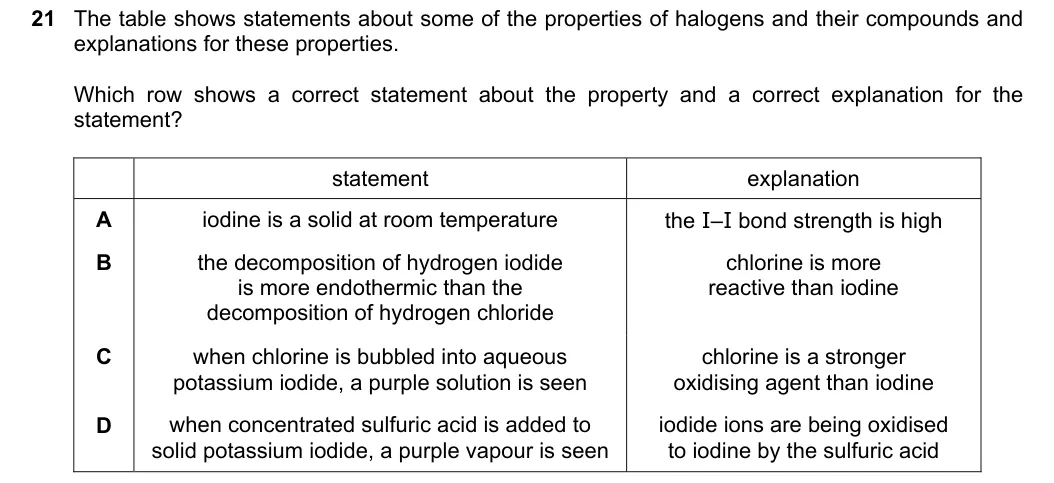 21 The table shows statements about some of the properties of halogens and their compounds and
explanations for these properties.
Which row shows a correct statement about the property and a correct explanation for the
statement?
statement explanation
A iodine is a solid at room temperature the I–I bond strength is high
B the decomposition of hydrogen iodide chlorine is more
is more endothermic than the reactive than iodine
decomposition of hydrogen chloride
C when chlorine is bubbled into aqueous chlorine is a stronger
potassium iodide, a purple solution is seen oxidising agent than iodine
D when concentrated sulfuric acid is added to iodide ions are being oxidised
solid potassium iodide, a purple vapour is seen to iodine by the sulfuric acid